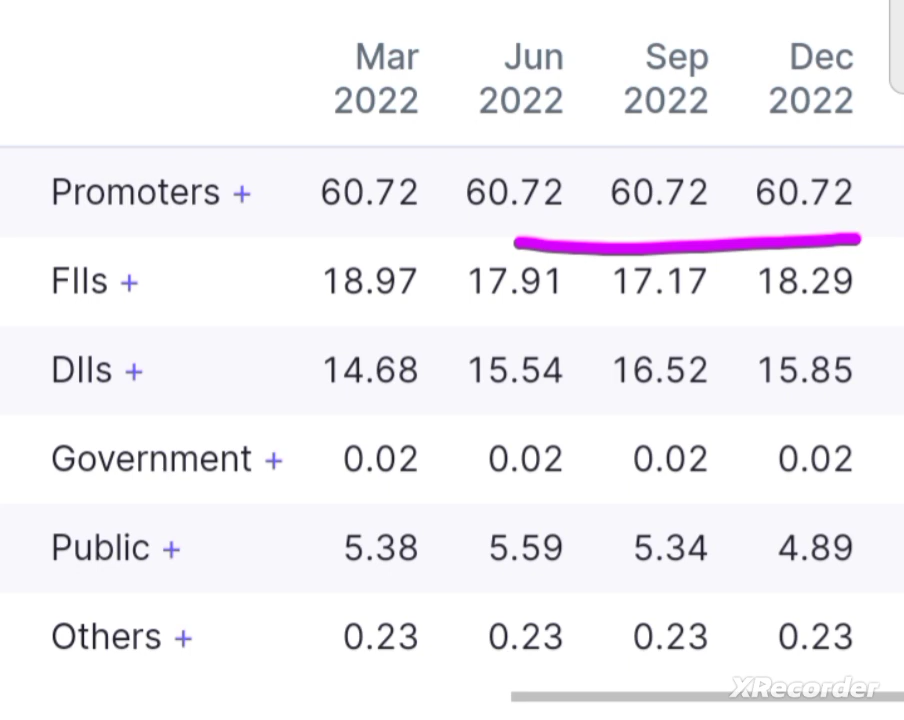 Mar Jun Sep Dec
2022 2022 2022 2022
Promoters + 60.72 60.72 60.72 60.72
FIIs + 18.97 17.91 17.17 18.29
DIIs + 14.68 15.54 16.52 15.85
Government + 0.02 0.02 0.02 0.02
Public + 5.38 5.59 5.34 4.89
Others + 0.23 0.23 0.23 0.23
XRecorder